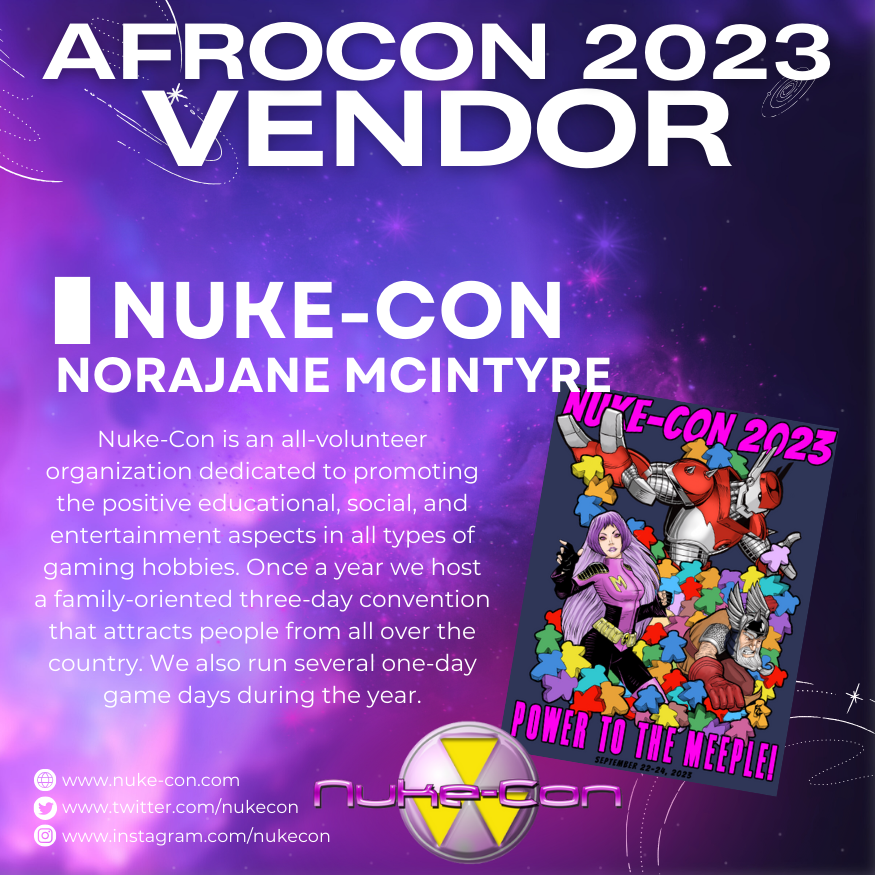 AFROCON 2023
VENDOR
NUKE-CON
NORAJANE MCINTYRE
Nuke-Con is an all-volunteer
organization dedicated to promoting
the positive educational, social, and
entertainment aspects in all types of
gaming hobbies. Once a year we host
a family-oriented three-day convention
that attracts people from all over the
country. We also run several one-day
game days during the year.
NUKE-CON 2023
M
POWER TO THE MEEPLE!
SEPTEMBER 22-24, 2023
www.nuke-con.com
www.twitter.com/nukecon
www.instagram.com/nukecon
Nuke-Con